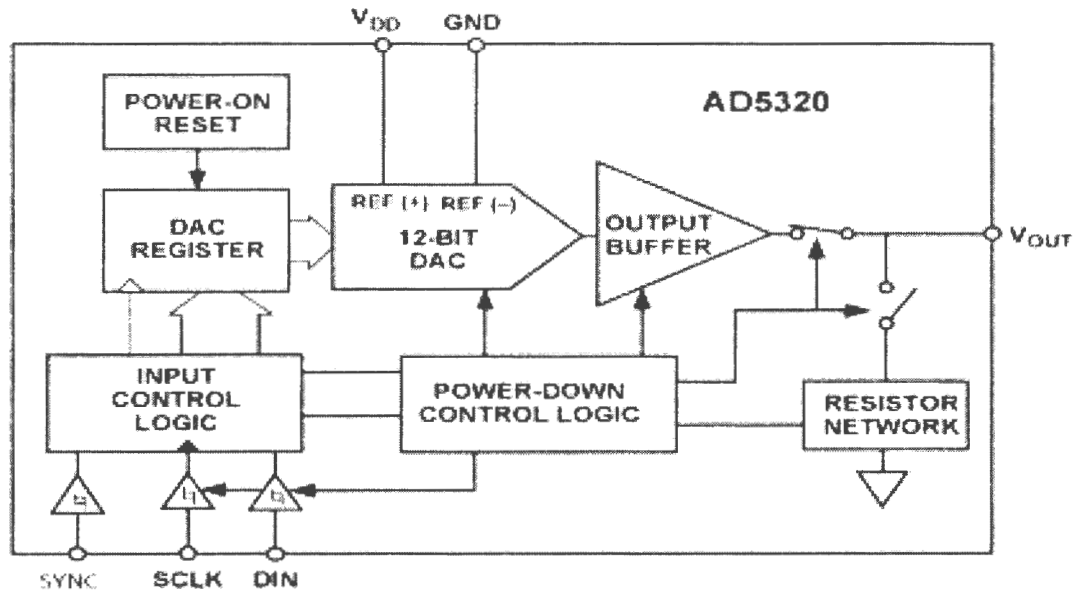 VDD GND
AD5320
POWER-ON
RESET
DAC
REGISTER
REF (+) REF (–)
12-BIT
DAC
OUTPUT
BUFFER
VOUT
INPUT
CONTROL
LOGIC
POWER-DOWN
CONTROL LOGIC
RESISTOR
NETWORK
SYNC SCLK DIN